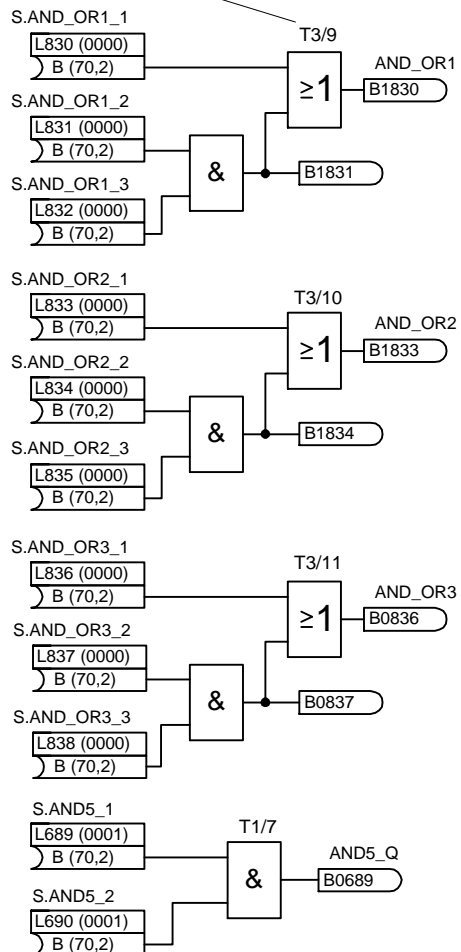 S.AND_OR1_1
T3/9
L830 (0000)
B (70,2)
≥1
AND_OR1
B1830
S.AND_OR1_2
L831 (0000)
B (70,2)
&
B1831
S.AND_OR1_3
L832 (0000)
B (70,2)
S.AND_OR2_1
T3/10
L833 (0000)
B (70,2)
≥1
AND_OR2
B1833
S.AND_OR2_2
L834 (0000)
B (70,2)
&
B1834
S.AND_OR2_3
L835 (0000)
B (70,2)
S.AND_OR3_1
T3/11
L836 (0000)
B (70,2)
≥1
AND_OR3
B0836
S.AND_OR3_2
L837 (0000)
B (70,2)
&
B0837
S.AND_OR3_3
L838 (0000)
B (70,2)
S.AND5_1
T1/7
L689 (0001)
B (70,2)
&
AND5_Q
B0689
S.AND5_2
L690 (0001)
B (70,2)